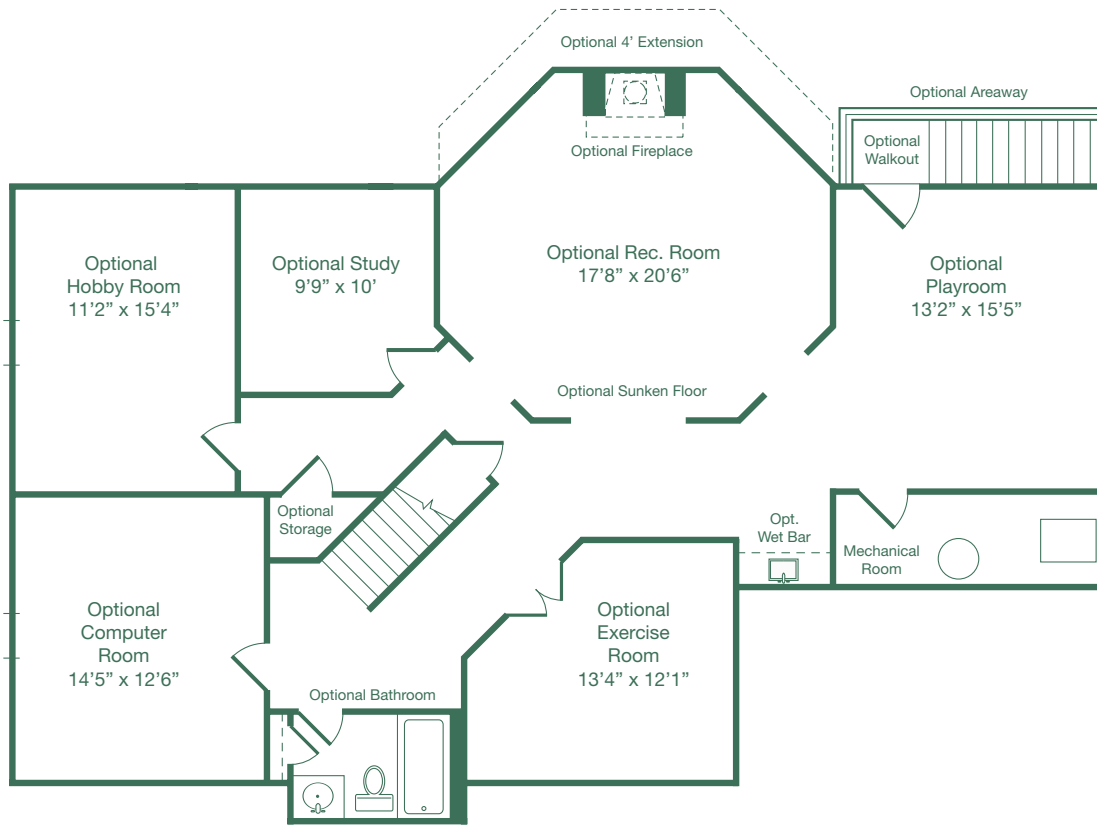 Optional 4’ Extension
Optional Areaway
Optional
Walkout
Optional Fireplace
Optional
Hobby Room
11’2” x 15’4”
Optional Study
9’9” x 10’
Optional Rec. Room
17’8” x 20’6”
Optional
Playroom
13’2” x 15’5”
Optional Sunken Floor
Optional
Storage
Opt.
Wet Bar
Mechanical
Room
Optional
Computer
Room
14’5” x 12’6”
Optional
Exercise
Room
13’4” x 12’1”
Optional Bathroom